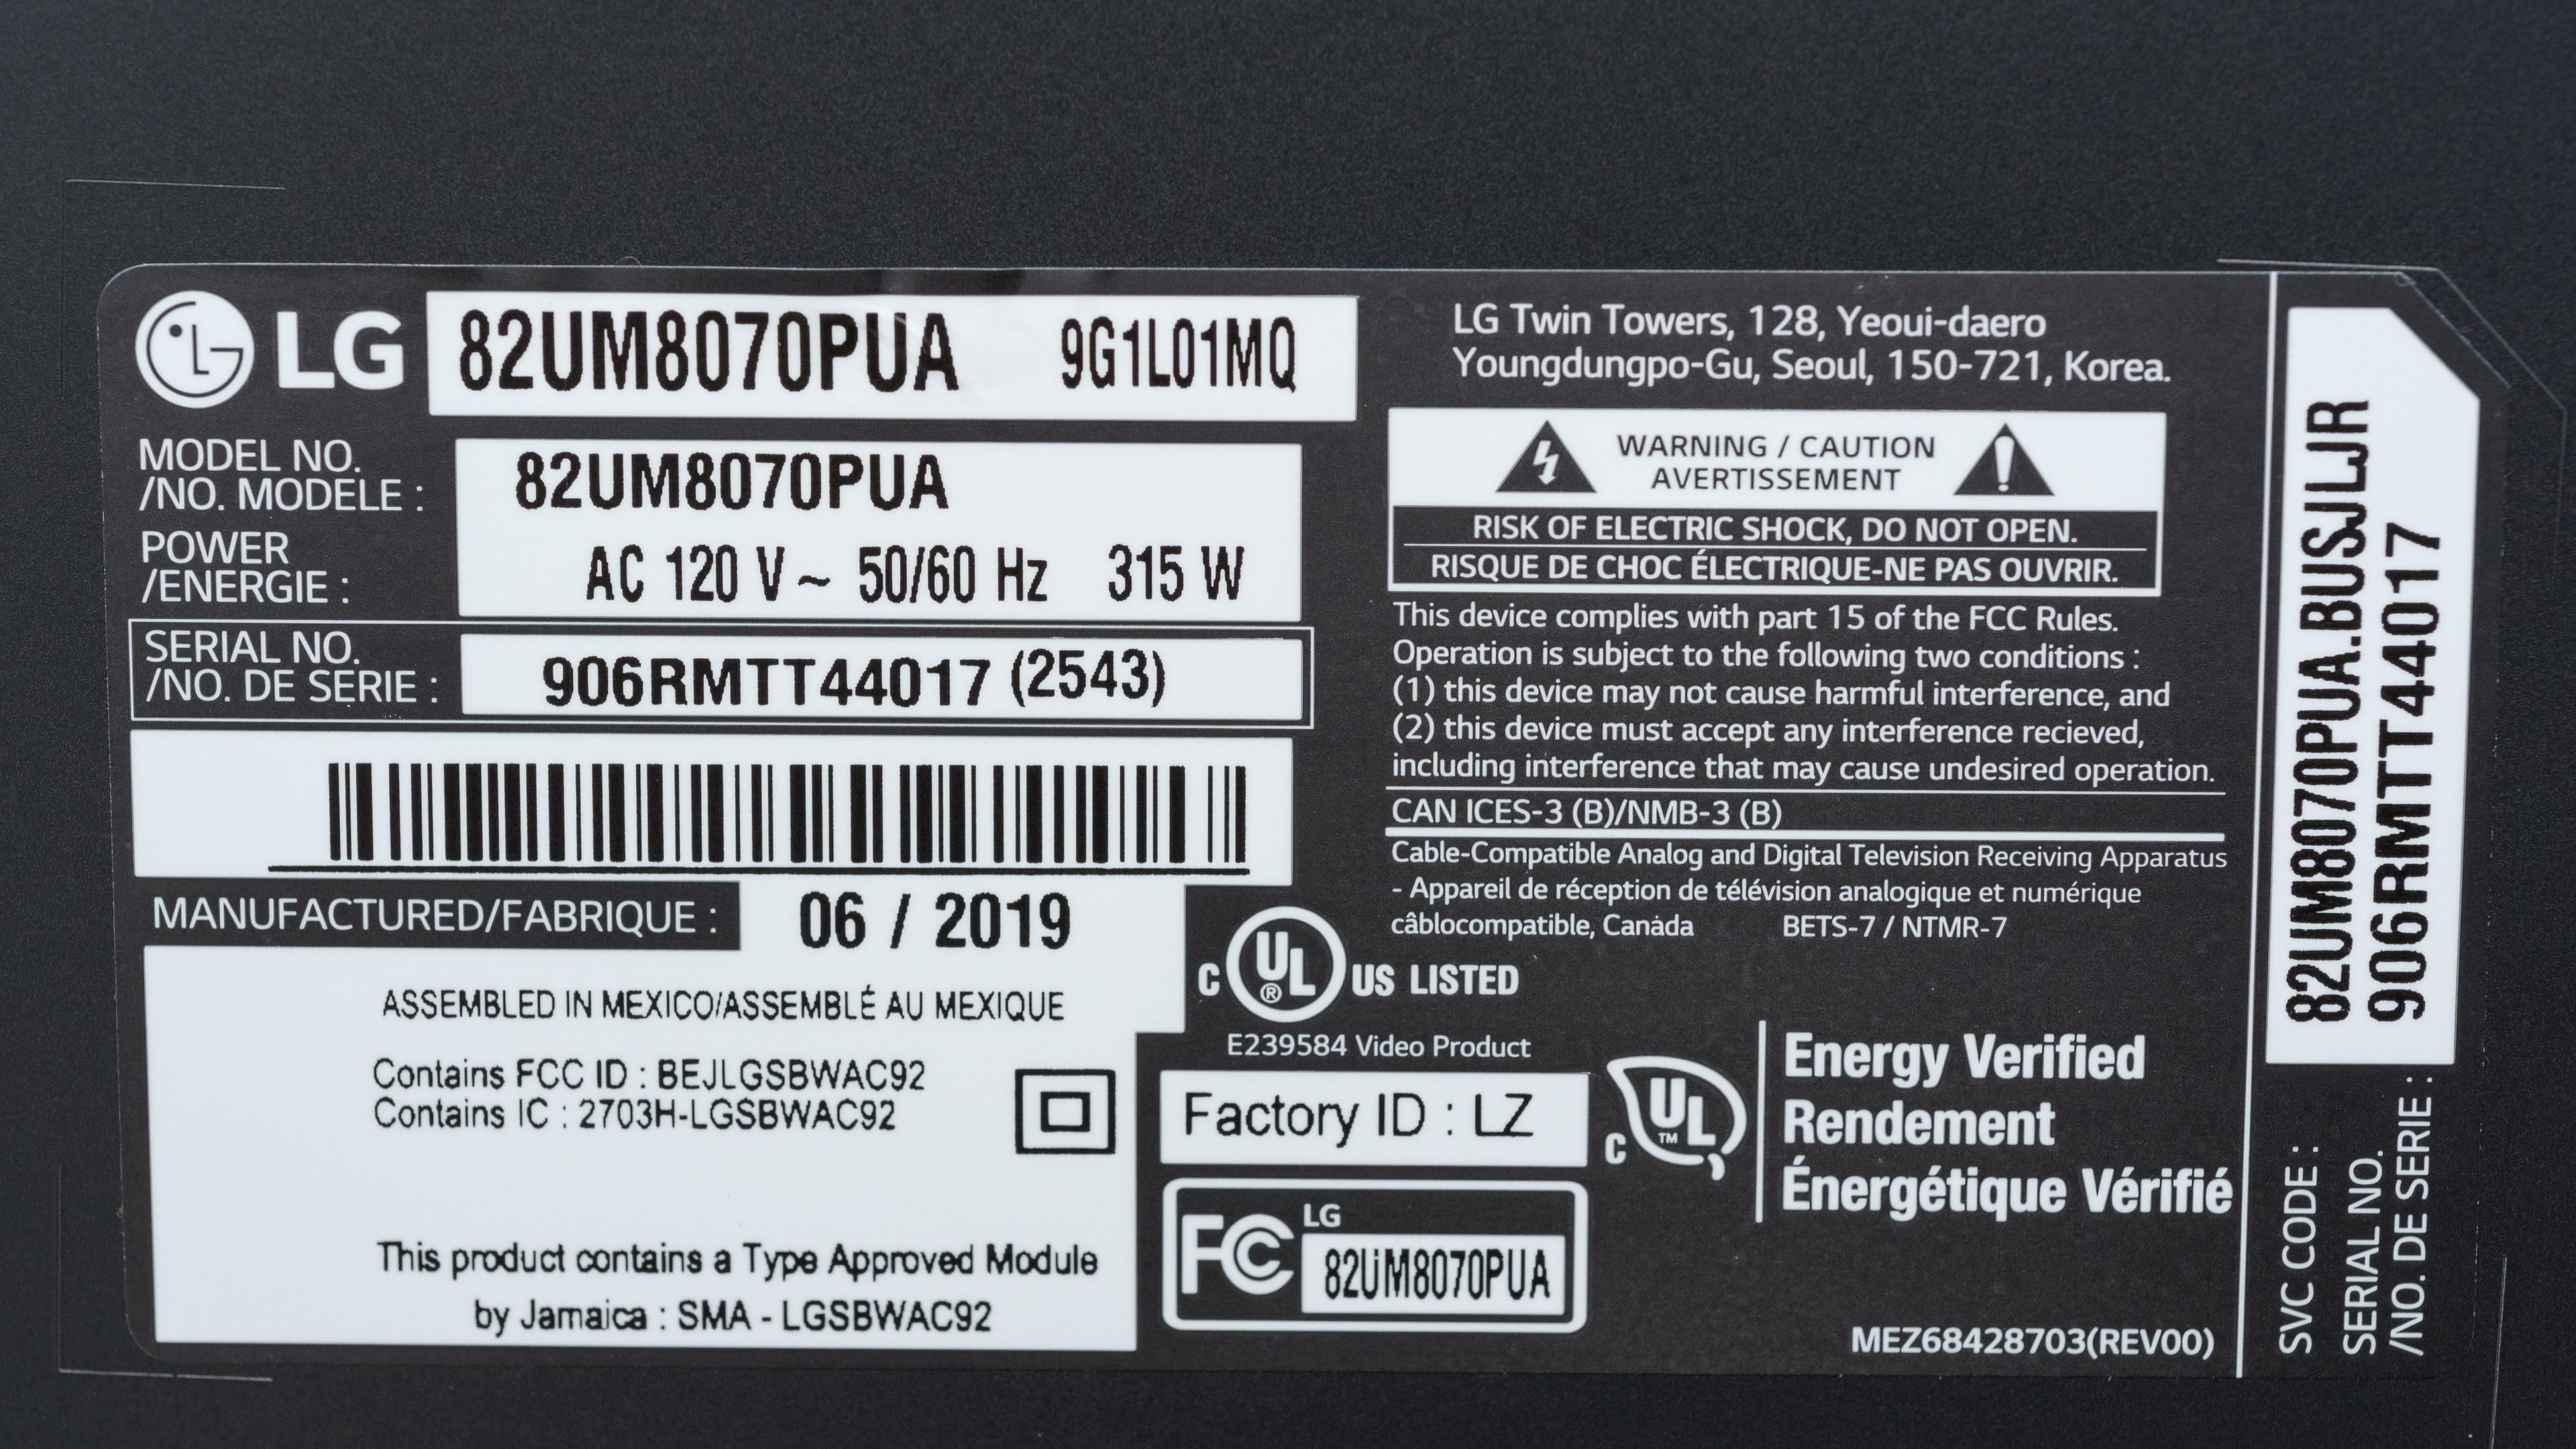 LG 82UM8070PUA 9G1L01MQ
MODEL NO.
/NO. MODELE : 82UM8070PUA
POWER
/ENERGIE : AC 120 V ~ 50/60 Hz 315 W
SERIAL NO.
/NO. DE SERIE : 906RMTT44017 (2543)
MANUFACTURED/FABRIQUE : 06 / 2019
ASSEMBLED IN MEXICO/ASSEMBLÉ AU MEXIQUE
Contains FCC ID : BEJLGSBWAC92
Contains IC : 2703H-LGSBWAC92
This product contains a Type Approved Module
by Jamaica : SMA - LGSBWAC92
LG Twin Towers, 128, Yeoui-daero
Youngdungpo-Gu, Seoul, 150-721, Korea.
WARNING / CAUTION
AVERTISSEMENT
RISK OF ELECTRIC SHOCK, DO NOT OPEN.
RISQUE DE CHOC ÉLECTRIQUE-NE PAS OUVRIR.
This device complies with part 15 of the FCC Rules.
Operation is subject to the following two conditions :
(1) this device may not cause harmful interference, and
(2) this device must accept any interference recieved,
including interference that may cause undesired operation.
CAN ICES-3 (B)/NMB-3 (B)
Cable-Compatible Analog and Digital Television Receiving Apparatus
- Appareil de réception de télévision analogique et numérique
câblocompatible, Canada BETS-7 / NTMR-7
C UL ® US LISTED
E239584 Video Product
Factory ID : LZ
FC LG
82UM8070PUA
C UL ™
Energy Verified
Rendement
Énergétique Vérifié
MEZ68428703(REV00)
SVC CODE : 82UM8070PUA.BUSJLJR
SERIAL NO.
/NO. DE SERIE : 906RMTT44017